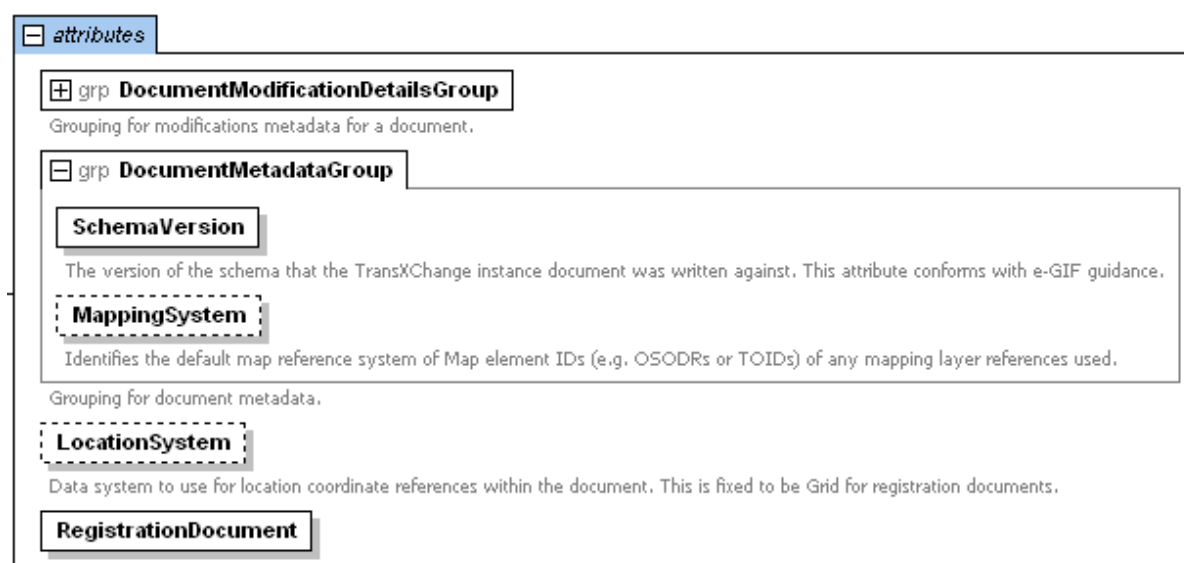 attributes
grp DocumentModificationDetailsGroup
Grouping for modifications metadata for a document.
grp DocumentMetadataGroup
SchemaVersion
The version of the schema that the TransXChange instance document was written against. This attribute conforms with e-GIF guidance.
MappingSystem
Identifies the default map reference system of Map element IDs (e.g. OSODRs or TOIDs) of any mapping layer references used.
Grouping for document metadata.
LocationSystem
Data system to use for location coordinate references within the document. This is fixed to be Grid for registration documents.
RegistrationDocument